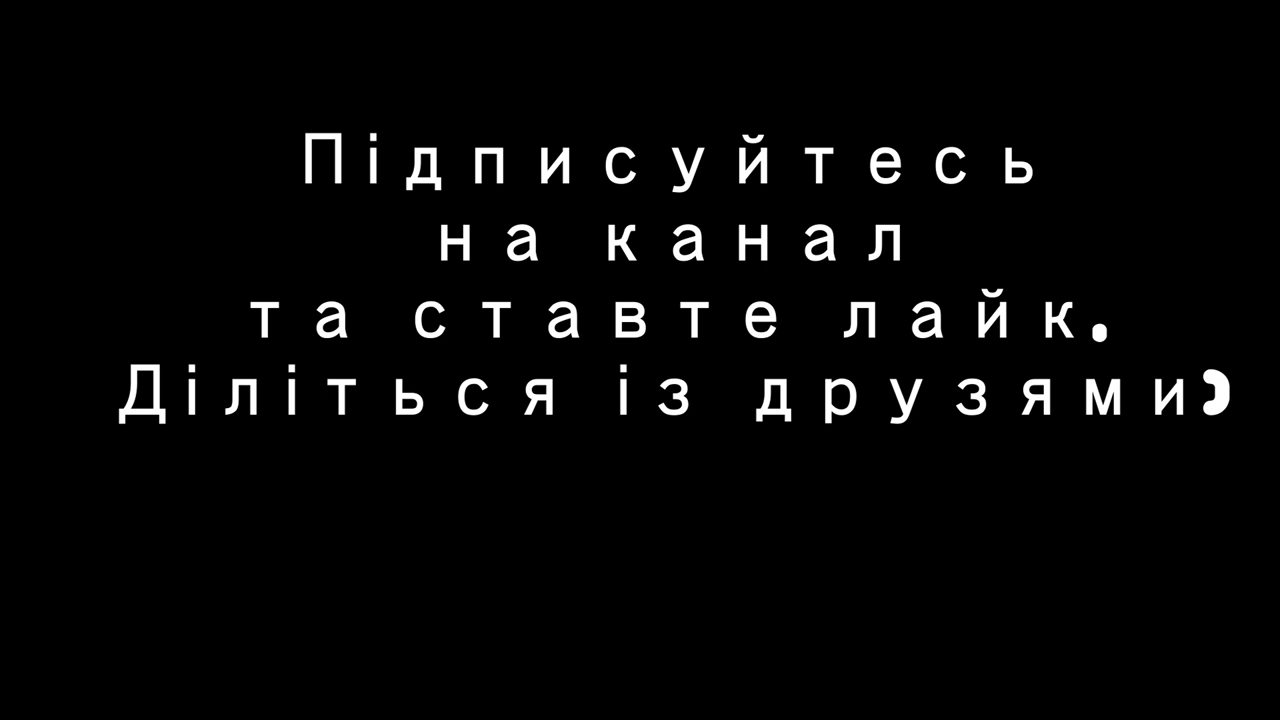 Підписуйтесь
на канал
та ставте лайк.
Діліться із друзями)